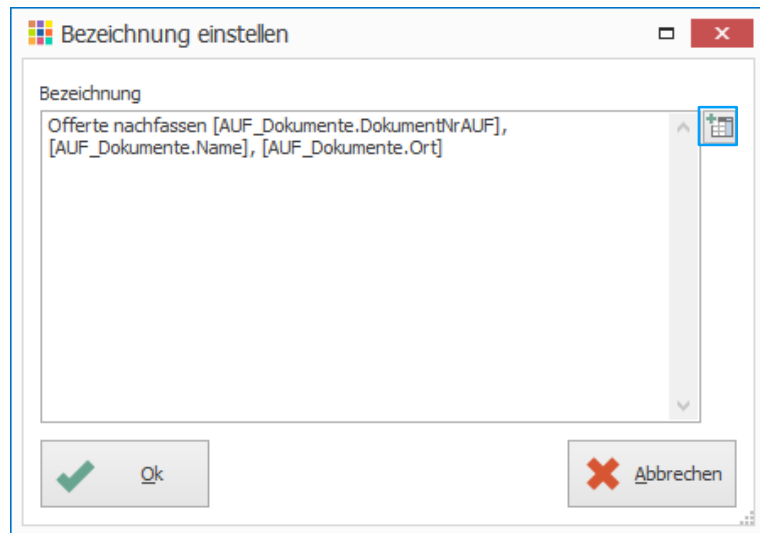 Bezeichnung einstellen
Bezeichnung
Offerte nachfassen [AUF_Dokumente.DokumentNrAUF],
[AUF_Dokumente.Name], [AUF_Dokumente.Ort]
Ok
Abbrechen